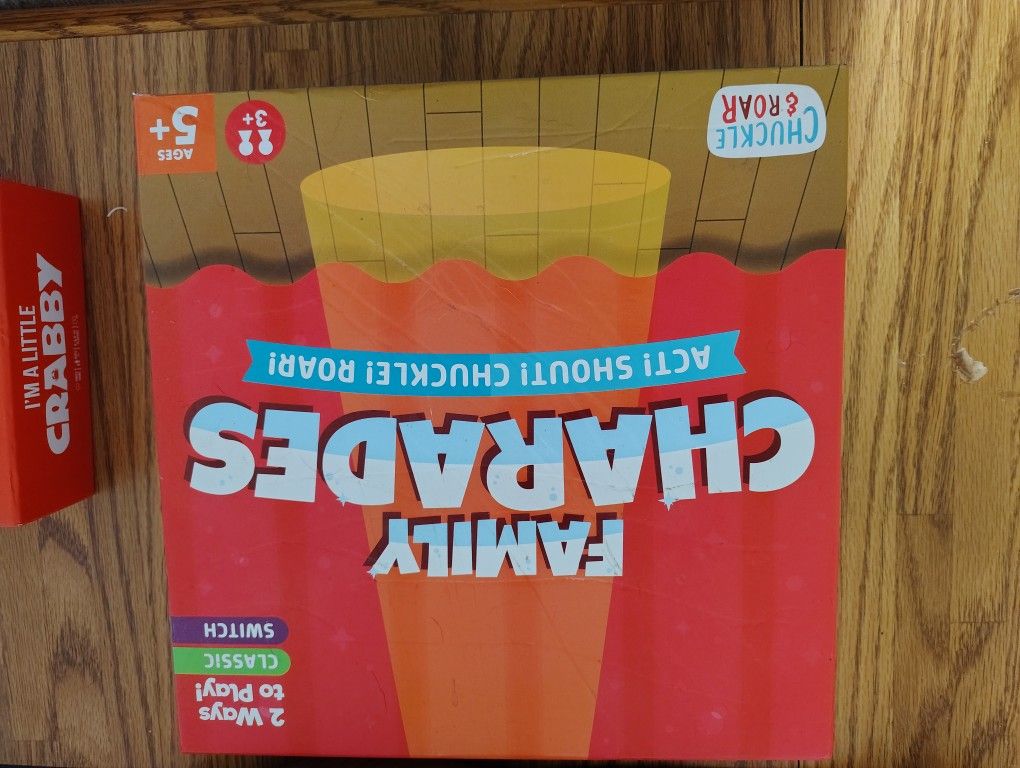 2 Ways
to Play!
CLASSIC
SWITCH
FAMILY
CHARADES
ACT! SHOUT! CHUCKLE! ROAR!
CHUCKLE
& ROAR
3+
AGES
5+
I'M A LITTLE
CRABBY